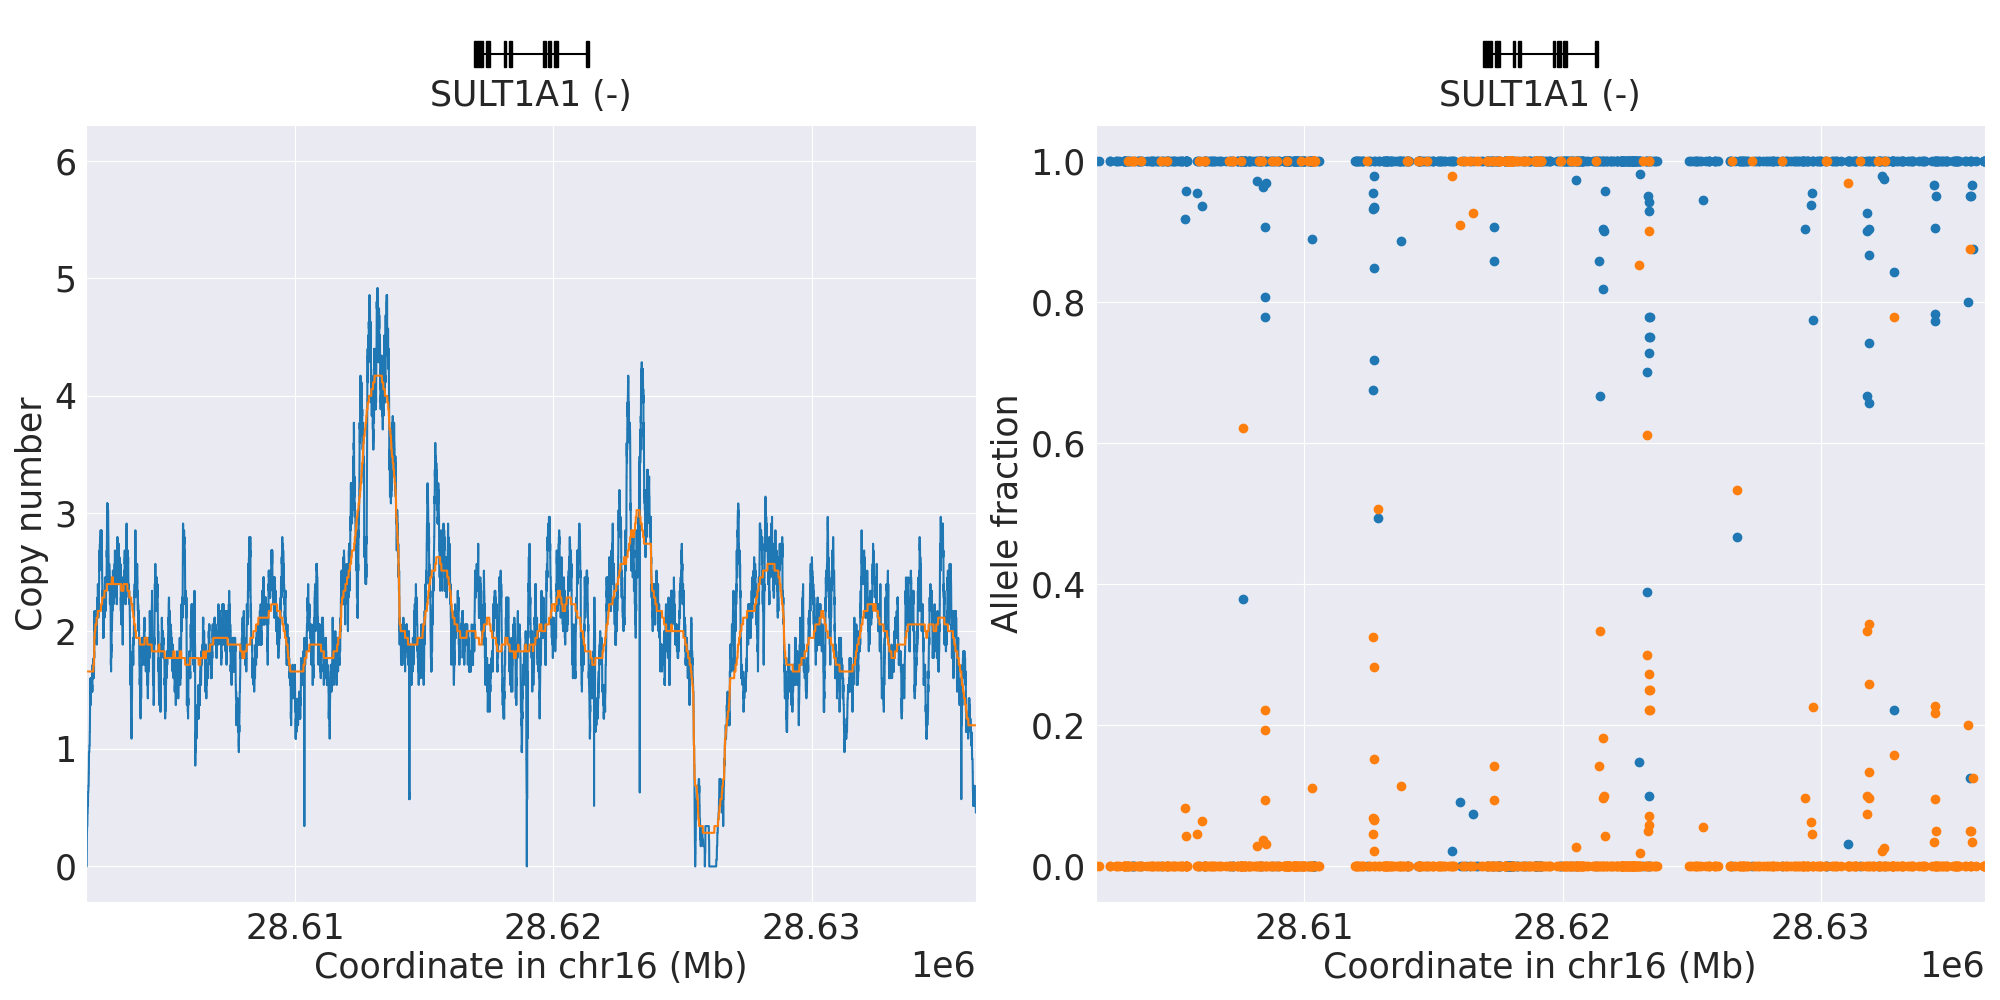 SULT1A1 (-)
6
5
4
3
2
1
0
Copy number
28.61
28.62
28.63
Coordinate in chr16 (Mb)
1e6
SULT1A1 (-)
1.0
0.8
0.6
0.4
0.2
0.0
Allele fraction
28.61
28.62
28.63
Coordinate in chr16 (Mb)
1e6